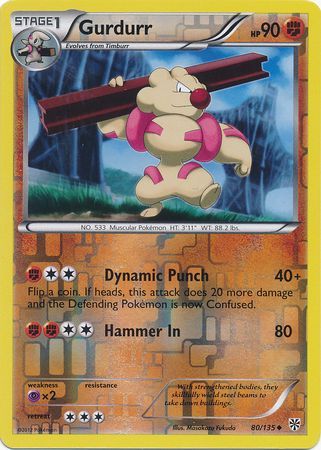 STAGE1 Gurdurr HP 90
Evolves from Timburr
NO. 533 Muscular Pokémon HT: 3'11" WT: 88.2 lbs.
Dynamic Punch 40+
Flip a coin. If heads, this attack does 20 more damage
and the Defending Pokémon is now Confused.
Hammer In 80
weakness resistance
×2
With strengthened bodies, they
skillfully wield steel beams to
take down buildings.
retreat
©2012 Pokémon Illus. Masakazu Fukuda 80/135